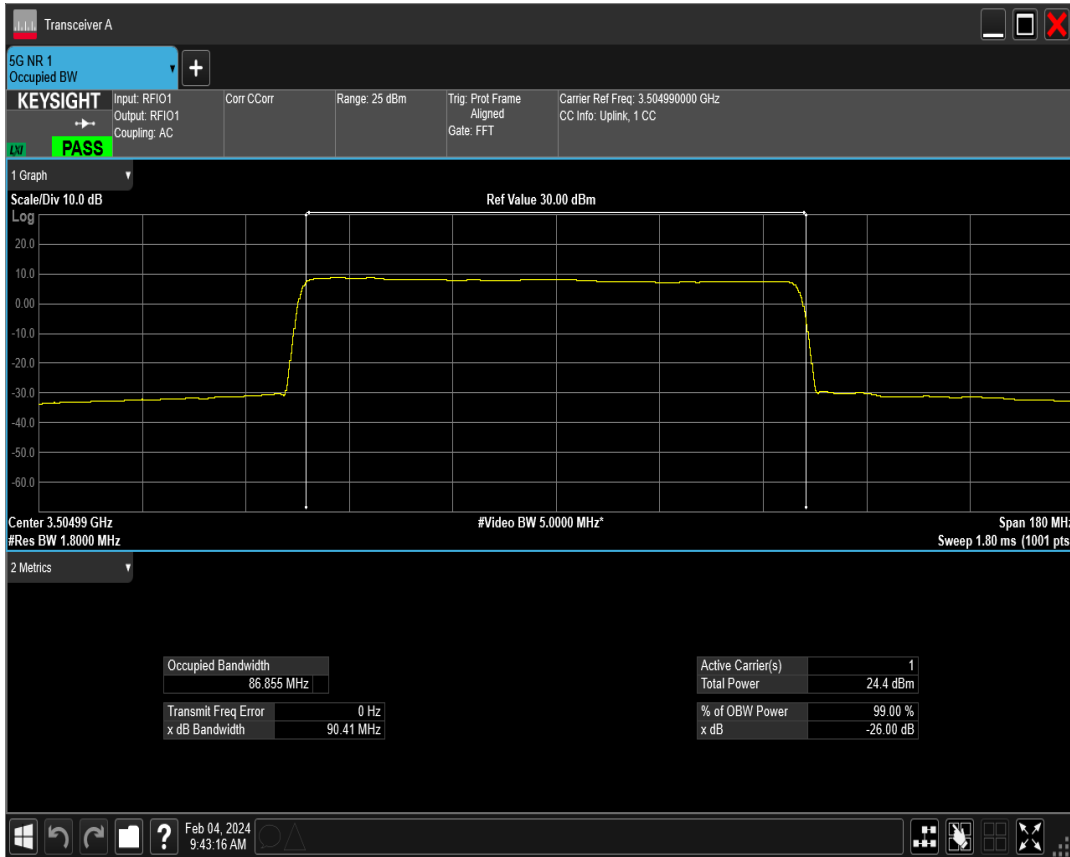 Transceiver A
5G NR 1
Occupied BW
+
KEYSIGHT
LXI
PASS
Input: RFIO1
Output: RFIO1
Coupling: AC
Corr CCorr
Range: 25 dBm
Trig: Prot Frame
Aligned
Gate: FFT
Carrier Ref Freq: 3.504990000 GHz
CC Info: Uplink, 1 CC
1 Graph
Scale/Div 10.0 dB
Ref Value 30.00 dBm
Log
20.0
10.0
0.00
-10.0
-20.0
-30.0
-40.0
-50.0
-60.0
Center 3.50499 GHz
#Video BW 5.0000 MHz*
Span 180 MHz
#Res BW 1.8000 MHz
Sweep 1.80 ms (1001 pts
2 Metrics
Occupied Bandwidth
86.855 MHz
Transmit Freq Error 0 Hz
x dB Bandwidth 90.41 MHz
Active Carrier(s) 1
Total Power 24.4 dBm
% of OBW Power 99.00 %
x dB -26.00 dB
?
Feb 04, 2024
9:43:16 AM